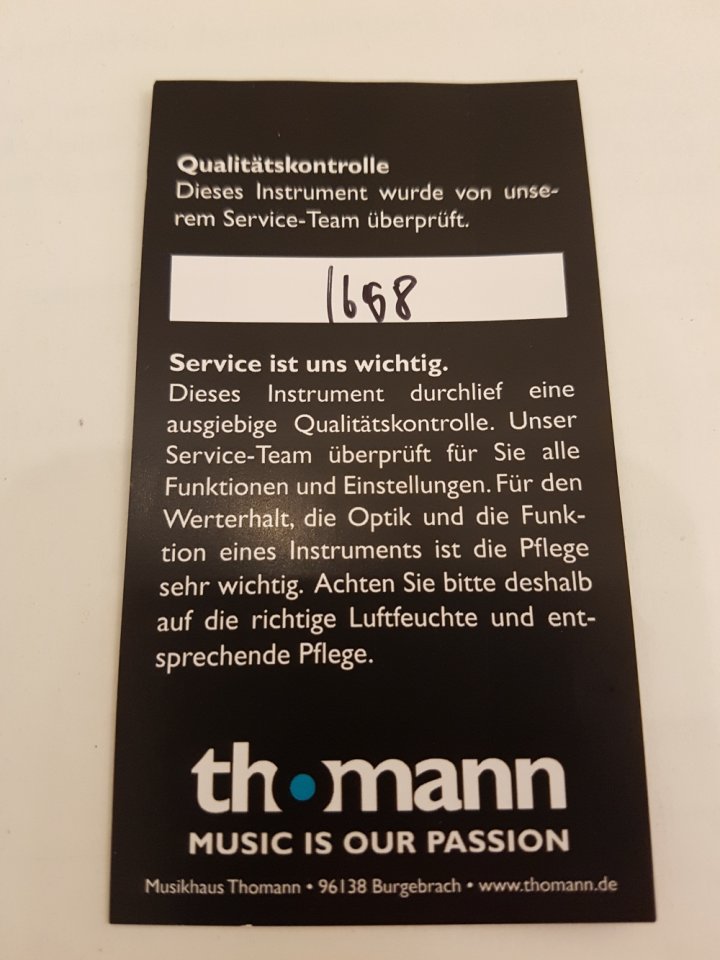 Qualitätskontrolle
Dieses Instrument wurde von unse-
rem Service-Team überprüft.
1658
Service ist uns wichtig.
Dieses Instrument durchlief eine
ausgiebige Qualitätskontrolle. Unser
Service-Team überprüft für Sie alle
Funktionen und Einstellungen. Für den
Werterhalt, die Optik und die Funk-
tion eines Instruments ist die Pflege
sehr wichtig. Achten Sie bitte deshalb
auf die richtige Luftfeuchte und ent-
sprechende Pflege.
thomann
MUSIC IS OUR PASSION
Musikhaus Thomann • 96138 Burgebrach • www.thomann.de